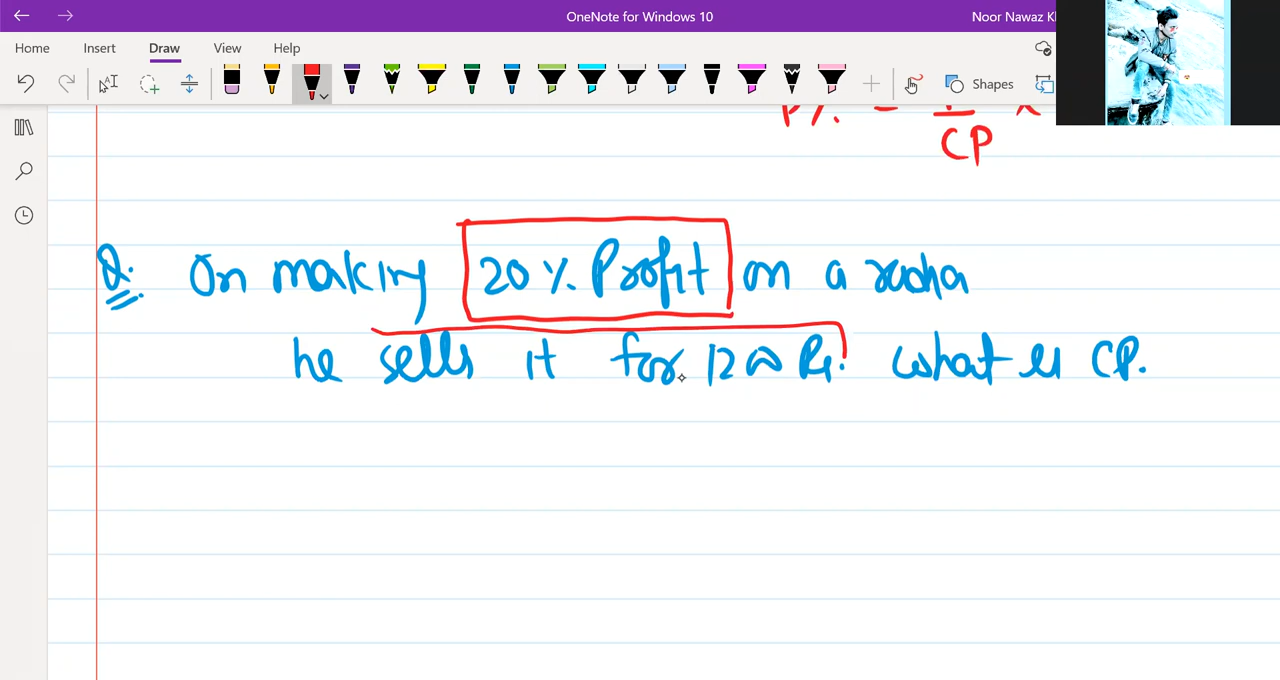 OneNote for Windows 10
Noor Nawaz Kh
Home Insert Draw View Help
Shapes
P%. = P/CP ×
Q. On making 20% Profit on a
he sells it for 1200 Rs. what is CP.